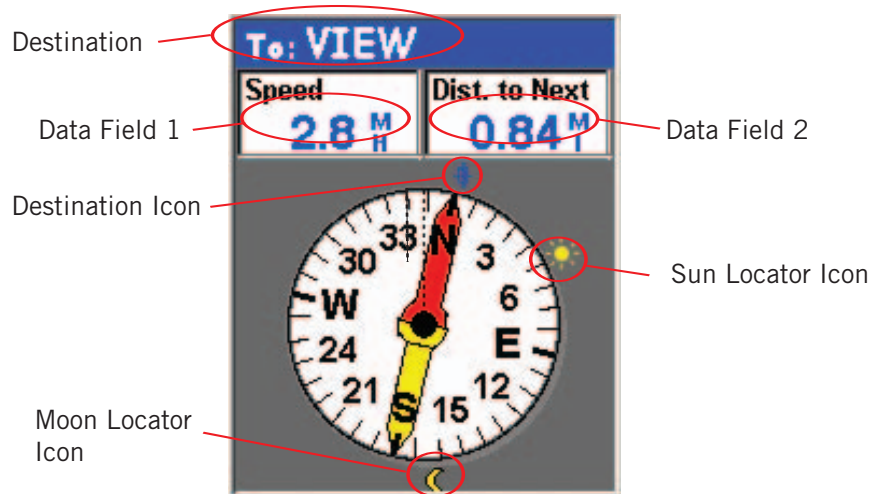 Destination
To: VIEW
Speed
Dist. to Next
Data Field 1
2.8 MH
0.84 MI
Data Field 2
Destination Icon
33
N
3
30
Sun Locator Icon
W
6
24
E
21
12
S
15
Moon Locator
Icon